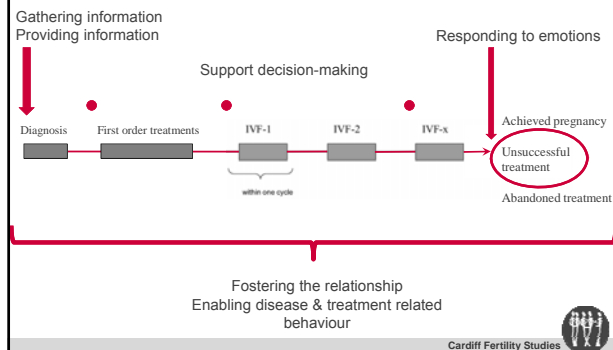 Gathering information
Providing information
Responding to emotions
Support decision-making
Diagnosis
First order treatments
IVF-1
IVF-2
IVF-x
Achieved pregnancy
Unsuccessful
treatment
Abandoned treatment
within one cycle
Fostering the relationship
Enabling disease & treatment related
behaviour
Cardiff Fertility Studies